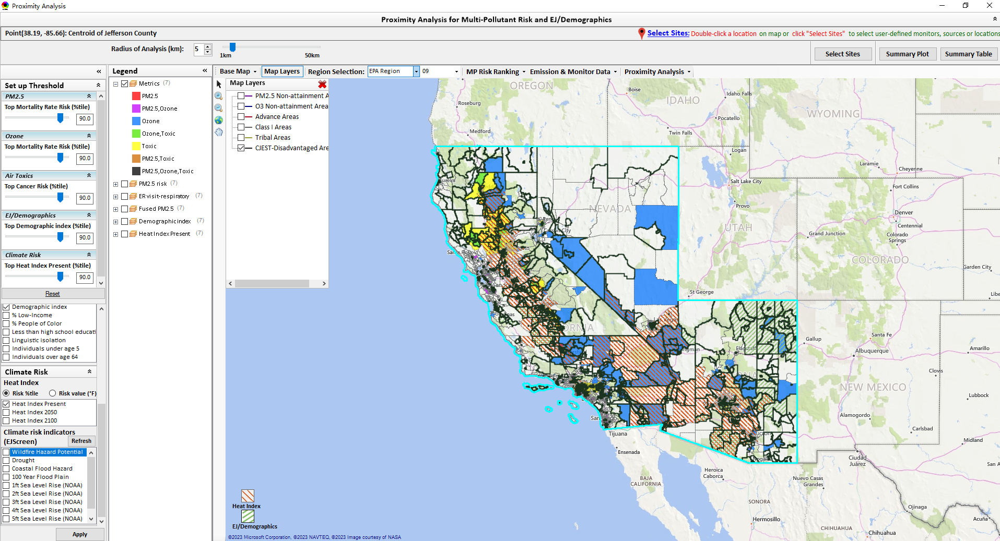 Proximity Analysis
Proximity Analysis for Multi-Pollutant Risk and EJ/Demographics
Point(38.19, -85.66): Centroid of Jefferson County
Select Sites: Double-click a location on map or click "Select Sites" to select user-defined monitors, sources or locations
Radius of Analysis (km): 5
1km 50km
Select Sites Summary Plot Summary Table
Set up Threshold
PM2.5
Top Mortality Rate Risk (%tile)
90.0
Ozone
Top Mortality Rate Risk (%tile)
90.0
Air Toxics
Top Cancer Risk (%tile)
90.0
EJ/Demographics
Top Demographic index (%tile)
90.0
Climate Risk
Top Heat Index Present (%tile)
90.0
Reset
Demographic index
% Low-Income
% People of Color
Less than high school educati
Linguistic isolation
Individuals under age 5
Individuals over age 64
Climate Risk
Heat Index
Risk %tile Risk value (°F)
Heat Index Present
Heat Index 2050
Heat Index 2100
Climate risk indicators
(EJScreen)
Refresh
Wildfire Hazard Potential
Drought
Coastal Flood Hazard
100 Year Flood Plain
1ft Sea Level Rise (NOAA)
2ft Sea Level Rise (NOAA)
3ft Sea Level Rise (NOAA)
4ft Sea Level Rise (NOAA)
5ft Sea Level Rise (NOAA)
Apply
Legend
Metrics (7)
PM2.5
PM2.5,Ozone
Ozone
Ozone,Toxic
Toxic
PM2.5,Toxic
PM2.5,Ozone,Toxic
PM2.5 risk (7)
ER visit-respiratory (7)
Fused PM2.5 (7)
Demographic index (7)
Heat Index Present (7)
Base Map Map Layers Region Selection: EPA Region 09 MP Risk Ranking Emission & Monitor Data Proximity Analysis
Map Layers
PM2.5 Non-attainment A
O3 Non-attainment Area
Advance Areas
Class I Areas
Tribal Areas
CJEST-Disadvantaged Are
OREGON
Boise
IDAHO
Idaho Falls
Roseburg
WYOMING
Pocatello
Medford
Twin Falls
Logan
Laramie
Cheyenne
Eureka
Salt Lake City
Fort Collins
Provo
NEVADA
Denver
Centennial
Carson City
UTAH
Grand Junction
Colorado
Springs
Santa Rosa
COLORADO
Garden City
St George
Libe
Las Vegas
Santa Fe
Gallup
Flagstaff
Albuquerque
Amarillo
Clovis
NEW MEXICO
Lubbock
Alamogordo
Carlsbad
Midland
Tijuana
Tucson
Ensenada
Nogales
Ciudad
Juárez
San A
Heroica
Caborca
Nuevo Casas
Grandes
BAJA
CALIFORNIA
SONORA
Ojinaga
Hermosillo
Acuña
CHIHUAHUA
Chihuahua
Heat Index
EJ/Demographics
©2023 Microsoft Corporation, ©2023 NAVTEQ, ©2023 Image courtesy of NASA